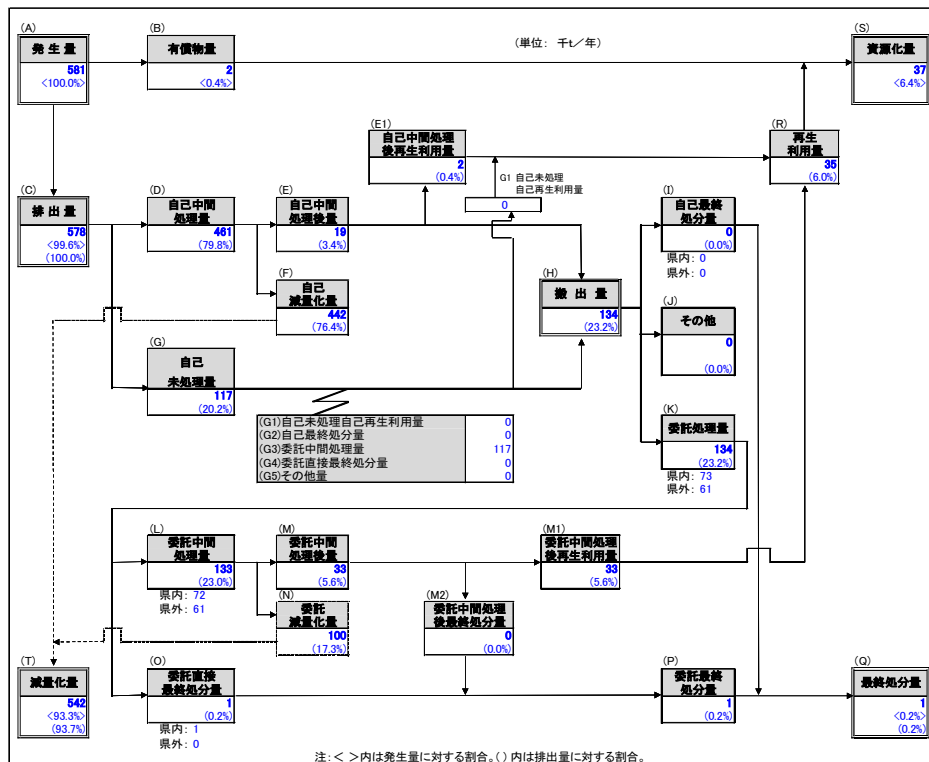 (A)
発 生 量
581
<100.0%>
(B)
有償物量
2
<0.4%>
(単位: 千t/年)
(S)
資源化量
37
<6.4%>
(E1)
自己中間処理
後再生利用量
2
(0.4%)
G1 自己未処理
自己再生利用量
0
(R)
再生
利用量
35
(6.0%)
(C)
排 出 量
578
<99.6%>
(100.0%)
(D)
自己中間
処理量
461
(79.8%)
(E)
自己中間
処理後量
19
(3.4%)
(F)
自己
減量化量
442
(76.4%)
(G)
自己
未処理量
117
(20.2%)
(H)
搬 出 量
134
(23.2%)
(I)
自己最終
処分量
0
(0.0%)
県内: 0
県外: 0
(J)
その他
0
(0.0%)
(K)
委託処理量
134
(23.2%)
県内: 73
県外: 61
(G1)自己未処理自己再生利用量 0
(G2)自己最終処分量 0
(G3)委託中間処理量 117
(G4)委託直接最終処分量 0
(G5)その他量 0
(L)
委託中間
処理量
133
(23.0%)
県内: 72
県外: 61
(M)
委託中間
処理後量
33
(5.6%)
(N)
委託
減量化量
100
(17.3%)
(M1)
委託中間処理
後再生利用量
33
(5.6%)
(M2)
委託中間処理
後最終処分量
0
(0.0%)
(T)
減量化量
542
<93.3%>
(93.7%)
(O)
委託直接
最終処分量
1
(0.2%)
県内: 1
県外: 0
(P)
委託最終
処分量
1
(0.2%)
(Q)
最終処分量
1
<0.2%>
(0.2%)
注:< >内は発生量に対する割合。( )内は排出量に対する割合。